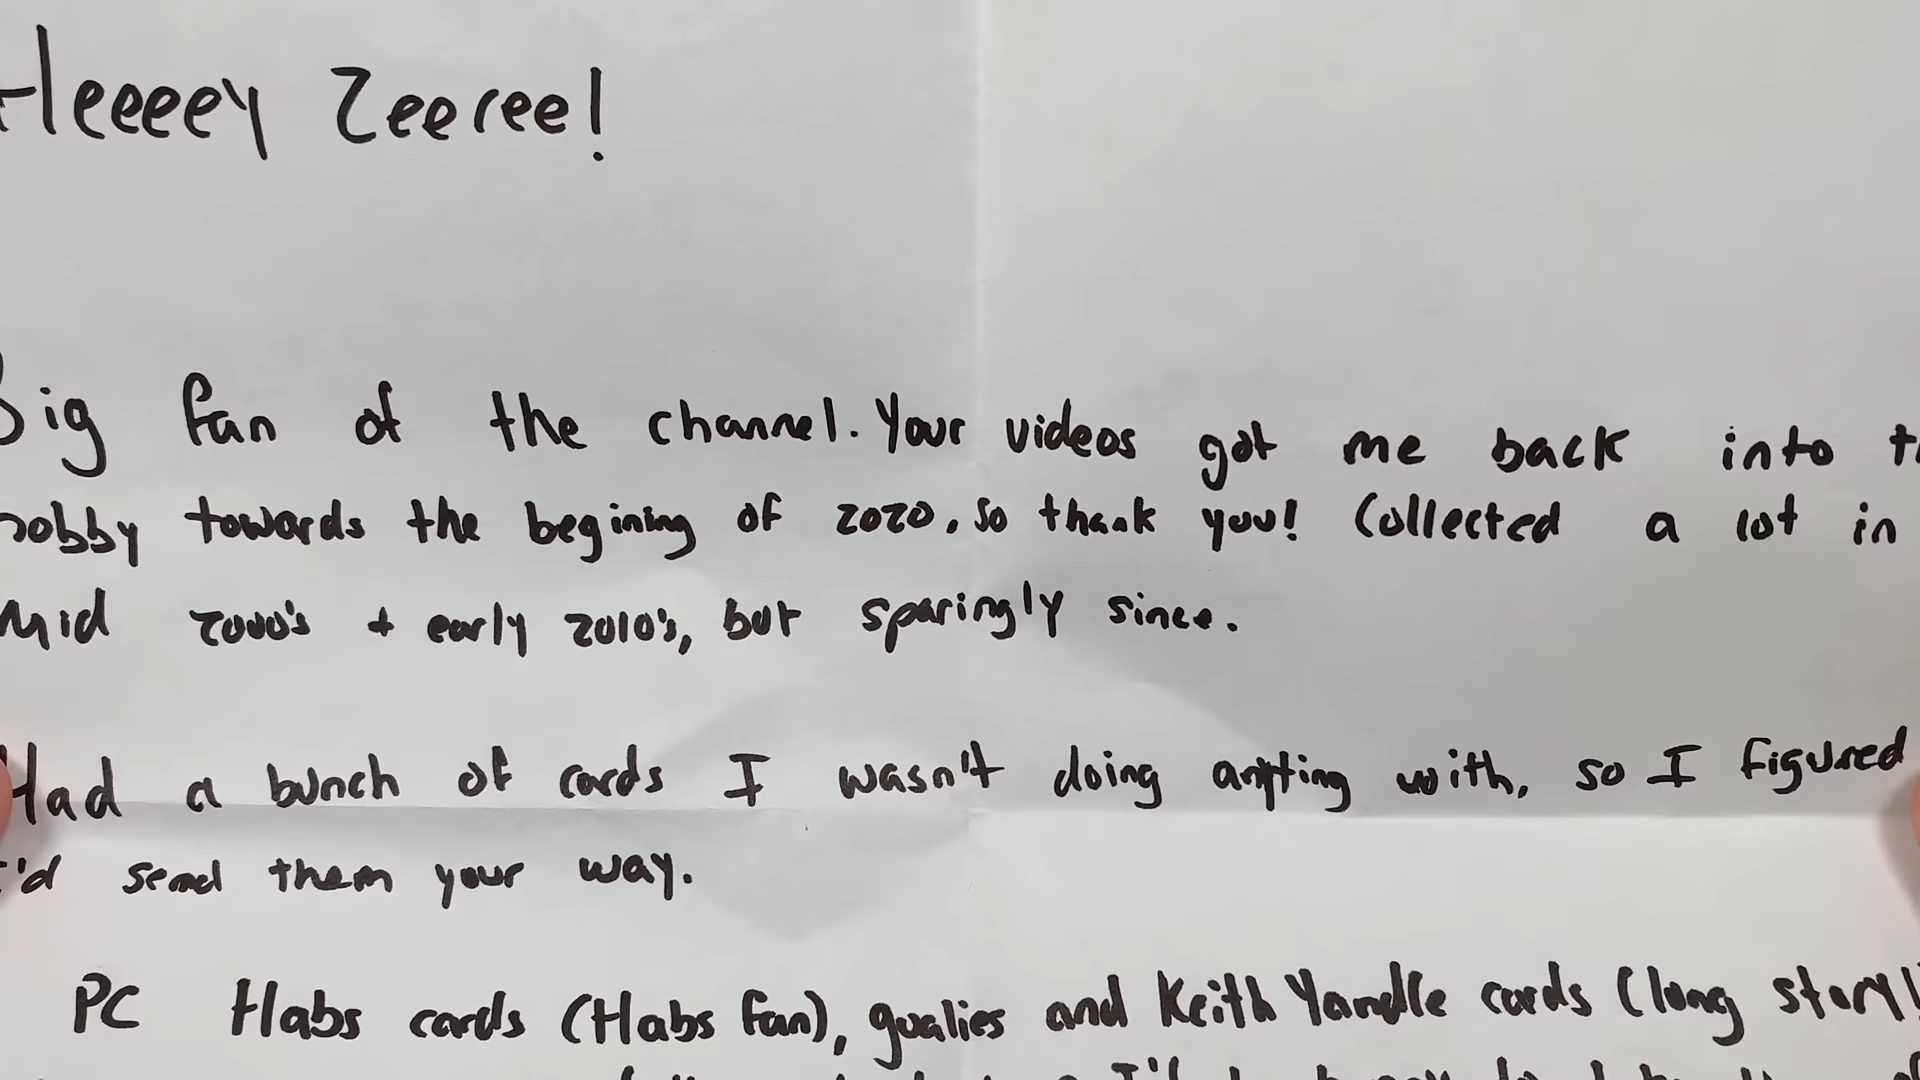 Heeeey Zeeree!
Big fan of the channel. Your videos got me back into
hobby towards the begining of 2020, so thank you! Collected a lot in
Mid 2000's + early 2010's, but sparingly since.
Had a bunch of cards I wasn't doing anyting with, so I figured
I'd send them your way.
PC Habs cards (Habs fan), goalies and Keith Yandle cards (long story!